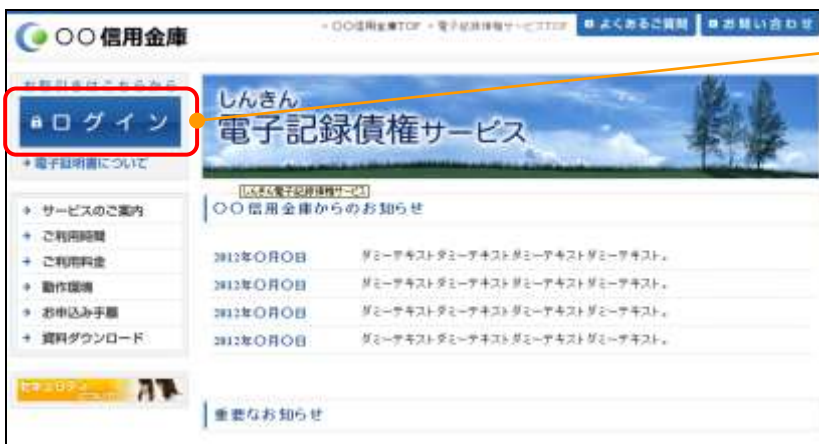 〇〇信用金庫
〇〇信用金庫TOP
電子記録債権サービスTOP
よくあるご質問
お問い合わせ
お取引きはこちらから
ログイン
電子証明書について
しんきん
電子記録債権サービス
しんきん電子記録債権サービス
サービスのご案内
ご利用時間
ご利用料金
動作環境
お申込み手順
資料ダウンロード
〇〇信用金庫からのお知らせ
2012年〇月〇日 ダミーテキストダミーテキストダミーテキストダミーテキスト。
2012年〇月〇日 ダミーテキストダミーテキストダミーテキストダミーテキスト。
2012年〇月〇日 ダミーテキストダミーテキストダミーテキストダミーテキスト。
2012年〇月〇日 ダミーテキストダミーテキストダミーテキストダミーテキスト。
重要なお知らせ